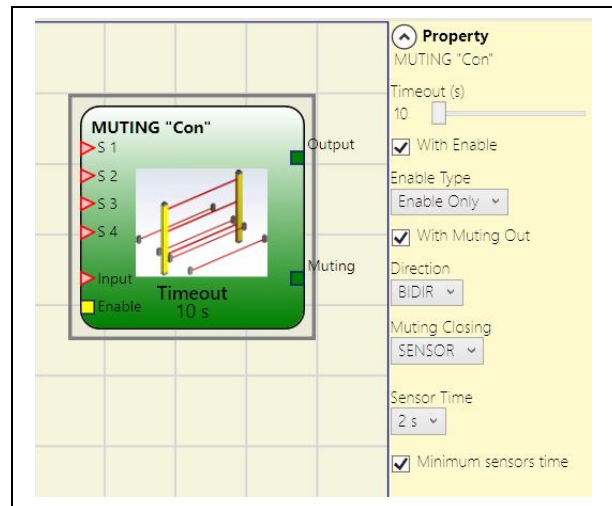 MUTING "Con"
S 1
S 2
S 3
S 4
Input
Enable
Output
Muting
Timeout
10 s
Property
MUTING "Con"
Timeout (s)
10
With Enable
Enable Type
Enable Only
With Muting Out
Direction
BIDIR
Muting Closing
SENSOR
Sensor Time
2 s
Minimum sensors time